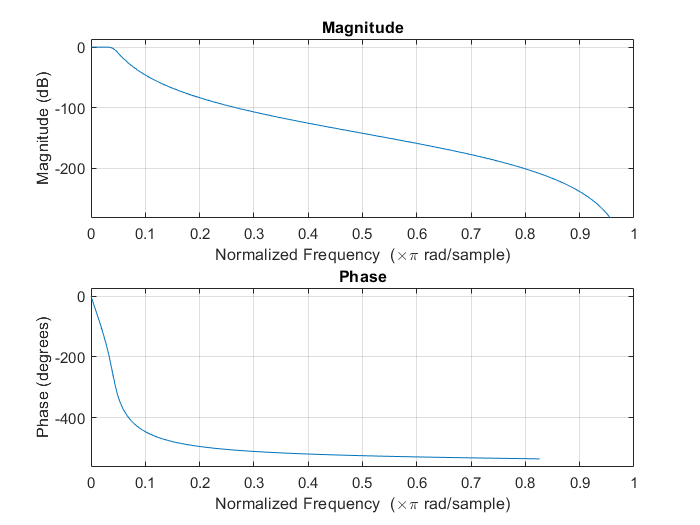 Magnitude
0
-100
-200
Magnitude (dB)
0 0.1 0.2 0.3 0.4 0.5 0.6 0.7 0.8 0.9 1
Normalized Frequency (×π rad/sample)
Phase
0
-200
-400
Phase (degrees)
0 0.1 0.2 0.3 0.4 0.5 0.6 0.7 0.8 0.9 1
Normalized Frequency (×π rad/sample)